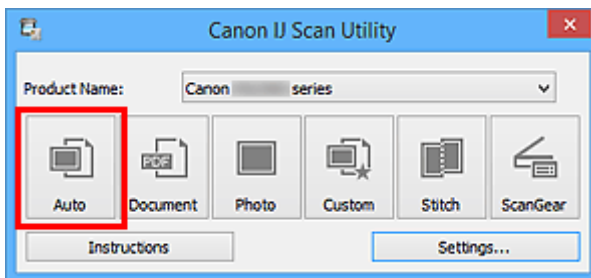 Canon IJ Scan Utility
Product Name: Canon series
PDF
Auto Document Photo Custom Stitch ScanGear
Instructions Settings...